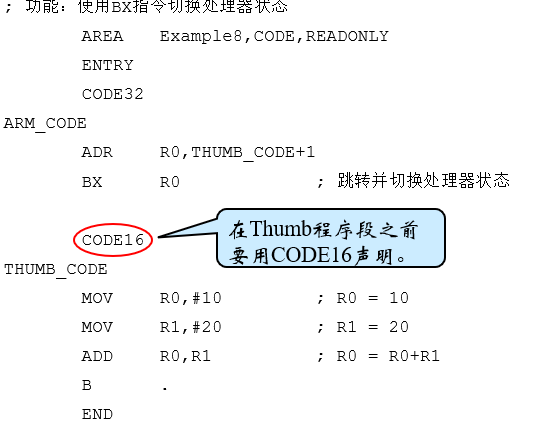 ; 功能：使用BX指令切换处理器状态
AREA Example8,CODE,READONLY
ENTRY
CODE32
ARM_CODE
ADR R0,THUMB_CODE+1
BX R0 ; 跳转并切换处理器状态
在Thumb程序段之前
要用CODE16声明。
CODE16
THUMB_CODE
MOV R0,#10 ; R0 = 10
MOV R1,#20 ; R1 = 20
ADD R0,R1 ; R0 = R0+R1
B .
END